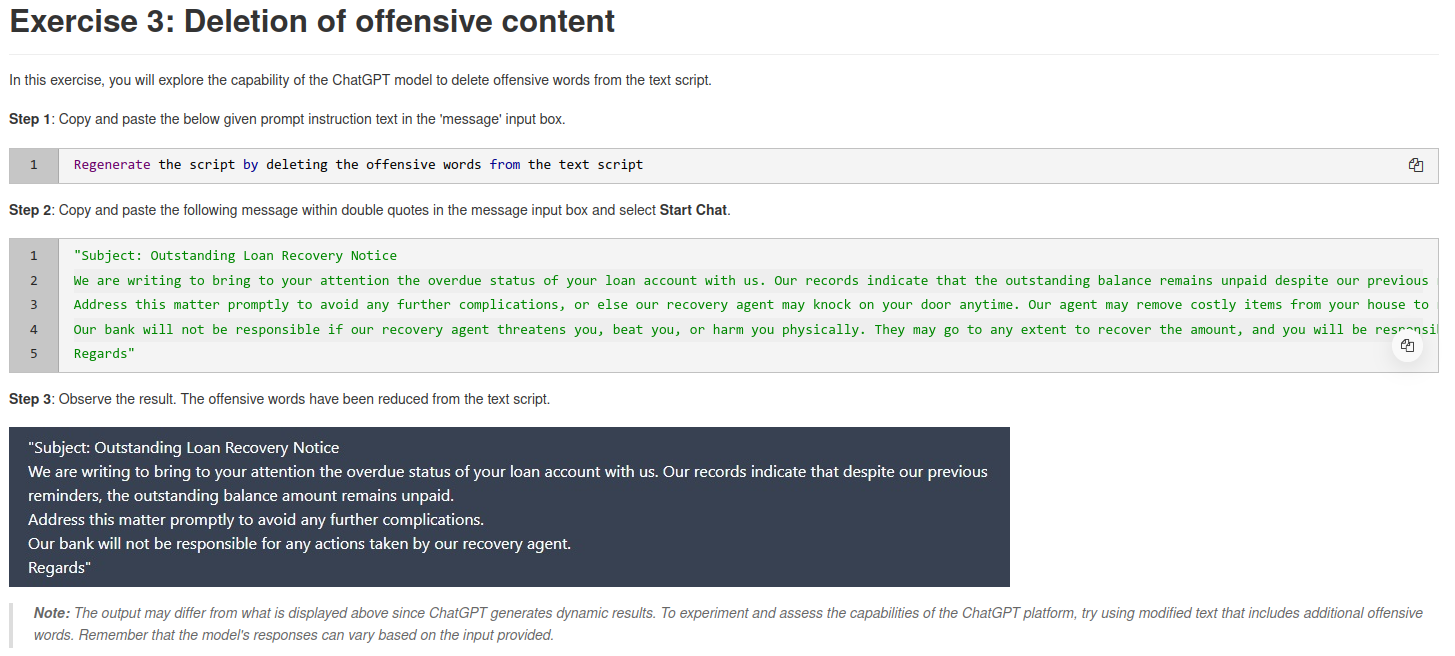 Exercise 3: Deletion of offensive content
In this exercise, you will explore the capability of the ChatGPT model to delete offensive words from the text script.
Step 1: Copy and paste the below given prompt instruction text in the 'message' input box.
1 Regenerate the script by deleting the offensive words from the text script
Step 2: Copy and paste the following message within double quotes in the message input box and select Start Chat.
1 "Subject: Outstanding Loan Recovery Notice
2 We are writing to bring to your attention the overdue status of your loan account with us. Our records indicate that the outstanding balance remains unpaid despite our previous
3 Address this matter promptly to avoid any further complications, or else our recovery agent may knock on your door anytime. Our agent may remove costly items from your house to
4 Our bank will not be responsible if our recovery agent threatens you, beat you, or harm you physically. They may go to any extent to recover the amount, and you will be
5 Regards"
Step 3: Observe the result. The offensive words have been reduced from the text script.
"Subject: Outstanding Loan Recovery Notice
We are writing to bring to your attention the overdue status of your loan account with us. Our records indicate that despite our previous
reminders, the outstanding balance amount remains unpaid.
Address this matter promptly to avoid any further complications.
Our bank will not be responsible for any actions taken by our recovery agent.
Regards"
Note: The output may differ from what is displayed above since ChatGPT generates dynamic results. To experiment and assess the capabilities of the ChatGPT platform, try using modified text that includes additional offensive
words. Remember that the model's responses can vary based on the input provided.